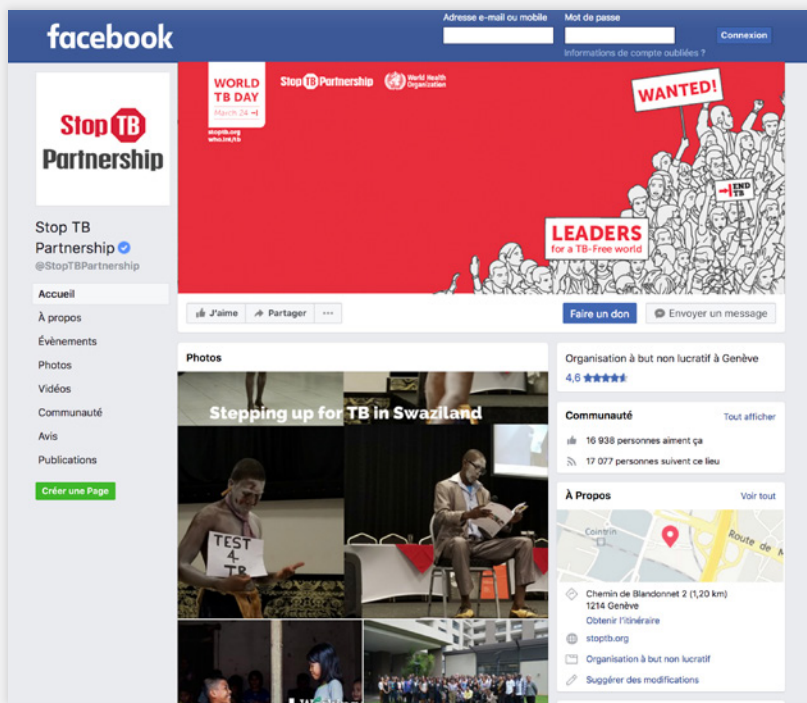 facebook
Adresse e-mail ou mobile
Mot de passe
Connexion
Informations de compte oubliées ?
Stop TB
Partnership
Stop TB
Partnership
@StopTBPartnership
Accueil
À propos
Évènements
Photos
Vidéos
Communauté
Avis
Publications
Créer une Page
WORLD
TB DAY
March 24
stoptb.org
who.int/tb
Stop TB Partnership
World Health
Organization
WANTED!
END
TB
LEADERS
for a TB-Free world
J'aime
Partager
Faire un don
Envoyer un message
Photos
Stepping up for TB in Swaziland
TEST
4
TB
Organisation à but non lucratif à Genève
4,6
Communauté
Tout afficher
16 938 personnes aiment ça
17 077 personnes suivent ce lieu
À Propos
Voir tout
Cointrin
Route de
Chemin de Blandonnet 2 (1,20 km)
1214 Genève
Obtenir l'itinéraire
stoptb.org
Organisation à but non lucratif
Suggérer des modifications